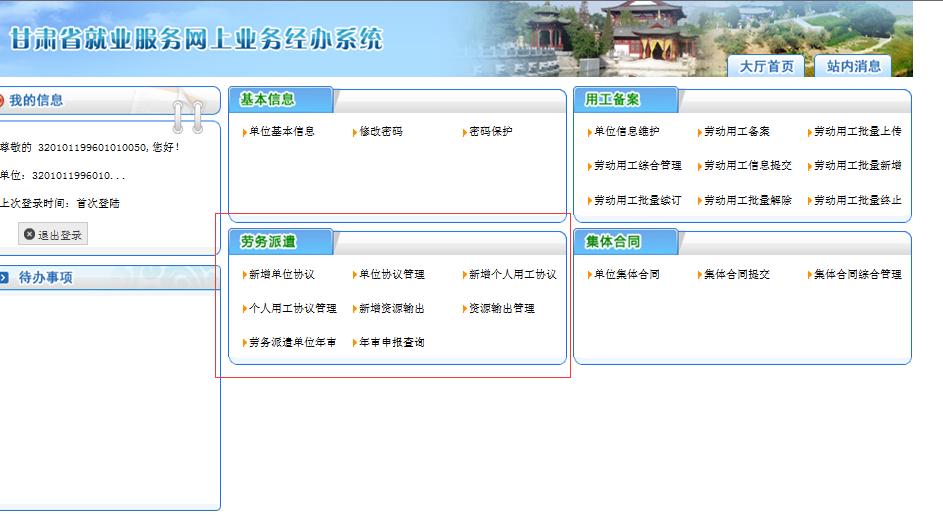 甘肃省就业服务网上业务经办系统
大厅首页 站内消息
我的信息
尊敬的 320101199601010050,您好!
单位: 3201011996010...
上次登录时间: 首次登陆
退出登录
待办事项
基本信息
单位基本信息 修改密码 密码保护
用工备案
单位信息维护 劳动用工备案 劳动用工批量上传
劳动用工综合管理 劳动用工信息提交 劳动用工批量新增
劳动用工批量续订 劳动用工批量解除 劳动用工批量终止
劳务派遣
新增单位协议 单位协议管理 新增个人用工协议
个人用工协议管理 新增资源输出 资源输出管理
劳务派遣单位年审 年审申报查询
集体合同
单位集体合同 集体合同提交 集体合同综合管理